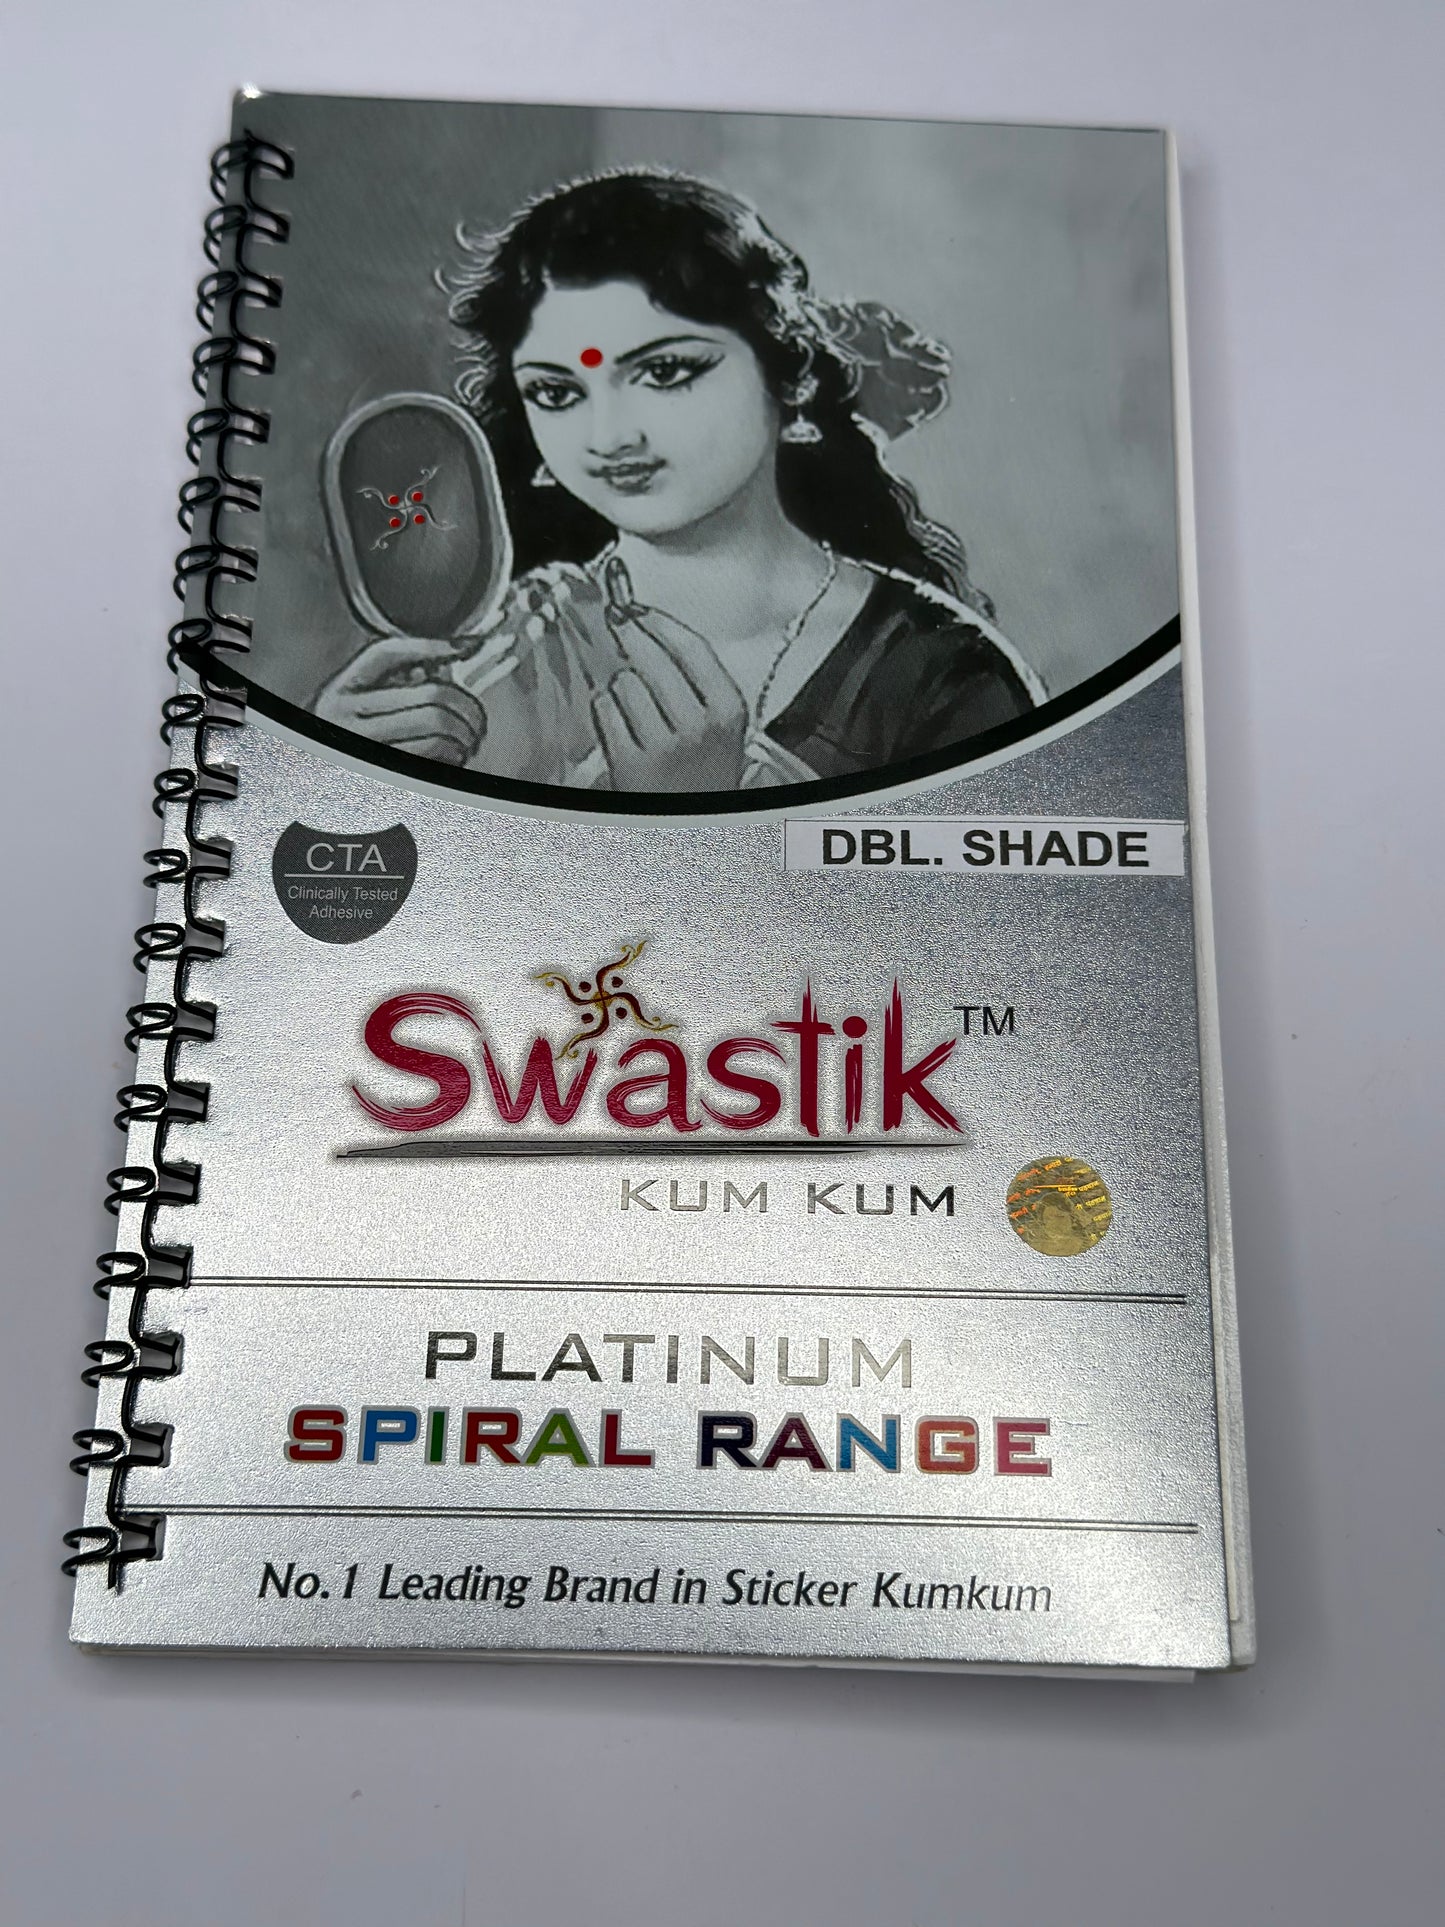 DBL. SHADE
CTA
Clinically Tested
Adhesive
Swastik™
KUM KUM
PLATINUM
SPIRAL RANGE
No.1 Leading Brand in Sticker Kumkum